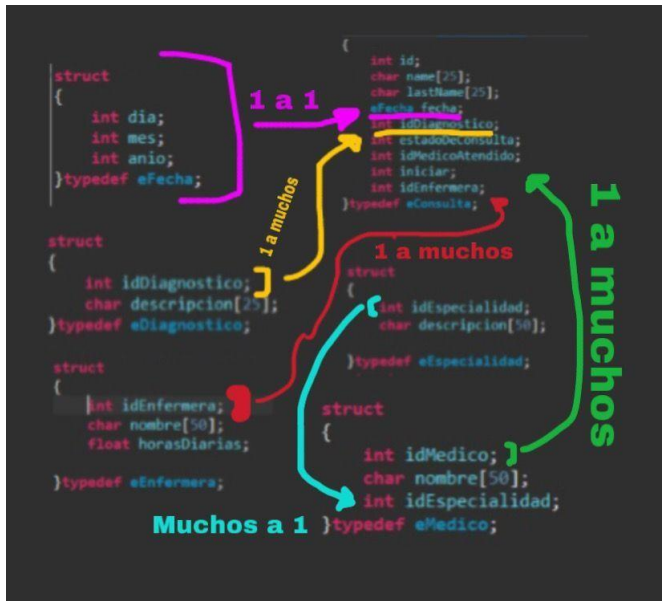 struct
{
int dia;
int mes;
int anio;
}typedef eFecha;
1 a 1
{
int id;
char name[25];
char lastName[25];
eFecha fecha;
int idDiagnostico;
int estadoDeConsulta;
int idMedicoAtendido;
int iniciar;
int idEnfermera;
}typedef eConsulta;
1 a muchos
struct
{
int idDiagnostico;
char descripcion[25];
}typedef eDiagnostico;
1 a muchos
struct
{
int idEspecialidad;
char descripcion[50];
}typedef eEspecialidad;
1 a muchos
struct
{
int idEnfermera;
char nombre[50];
float horasDiarias;
}typedef eEnfermera;
struct
{
int idMedico;
char nombre[50];
int idEspecialidad;
}typedef eMedico;
Muchos a 1